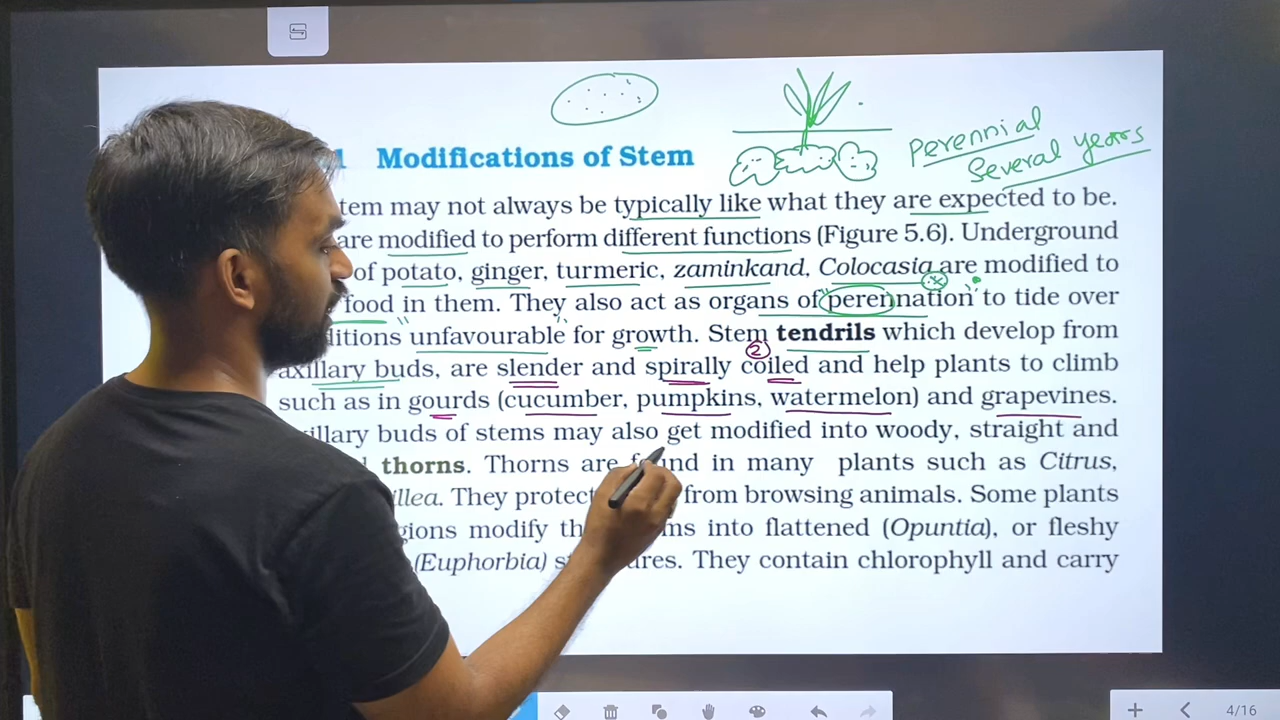 Perennial
Several years
1 Modifications of Stem
tem may not always be typically like what they are expected to be.
are modified to perform different functions (Figure 5.6). Underground
of potato, ginger, turmeric, zaminkand, Colocasia are modified to
food in them. They also act as organs of perennation to tide over
ditions unfavourable for growth. Stem tendrils which develop from
2
axillary buds, are slender and spirally coiled and help plants to climb
such as in gourds (cucumber, pumpkins, watermelon) and grapevines.
illary buds of stems may also get modified into woody, straight and
thorns. Thorns are found in many plants such as Citrus,
illea. They protect from browsing animals. Some plants
gions modify th ms into flattened (Opuntia), or fleshy
(Euphorbia) s ures. They contain chlorophyll and carry
4/16